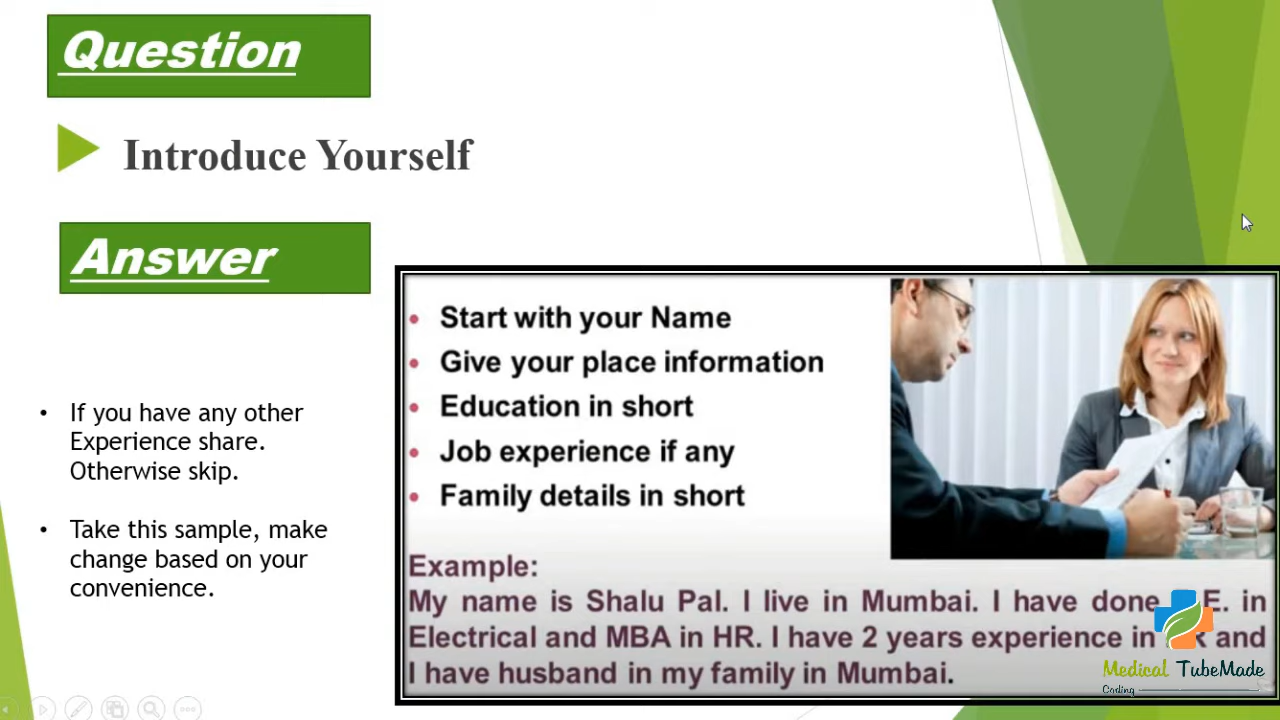 Question
Introduce Yourself
Answer
If you have any other
Experience share.
Otherwise skip.
Take this sample, make
change based on your
convenience.
Start with your Name
Give your place information
Education in short
Job experience if any
Family details in short
Example:
My name is Shalu Pal. I live in Mumbai. I have done E. in
Electrical and MBA in HR. I have 2 years experience in and
I have husband in my family in Mumbai.
Medical TubeMade
Coding